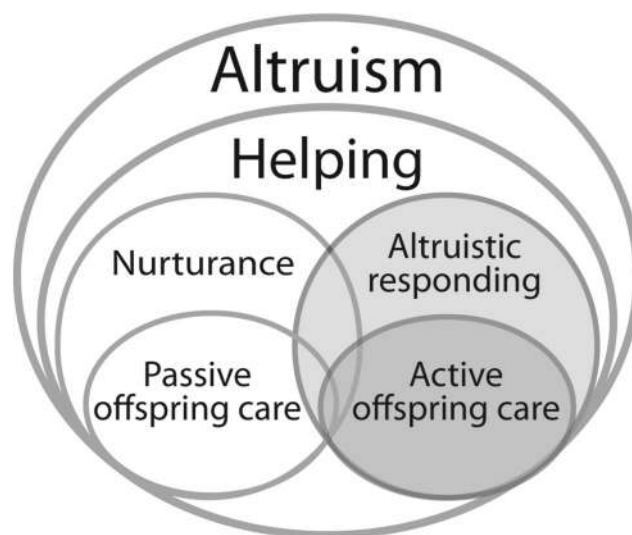 Altruism
Helping
Nurturance
Altruistic
responding
Passive
offspring care
Active
offspring care